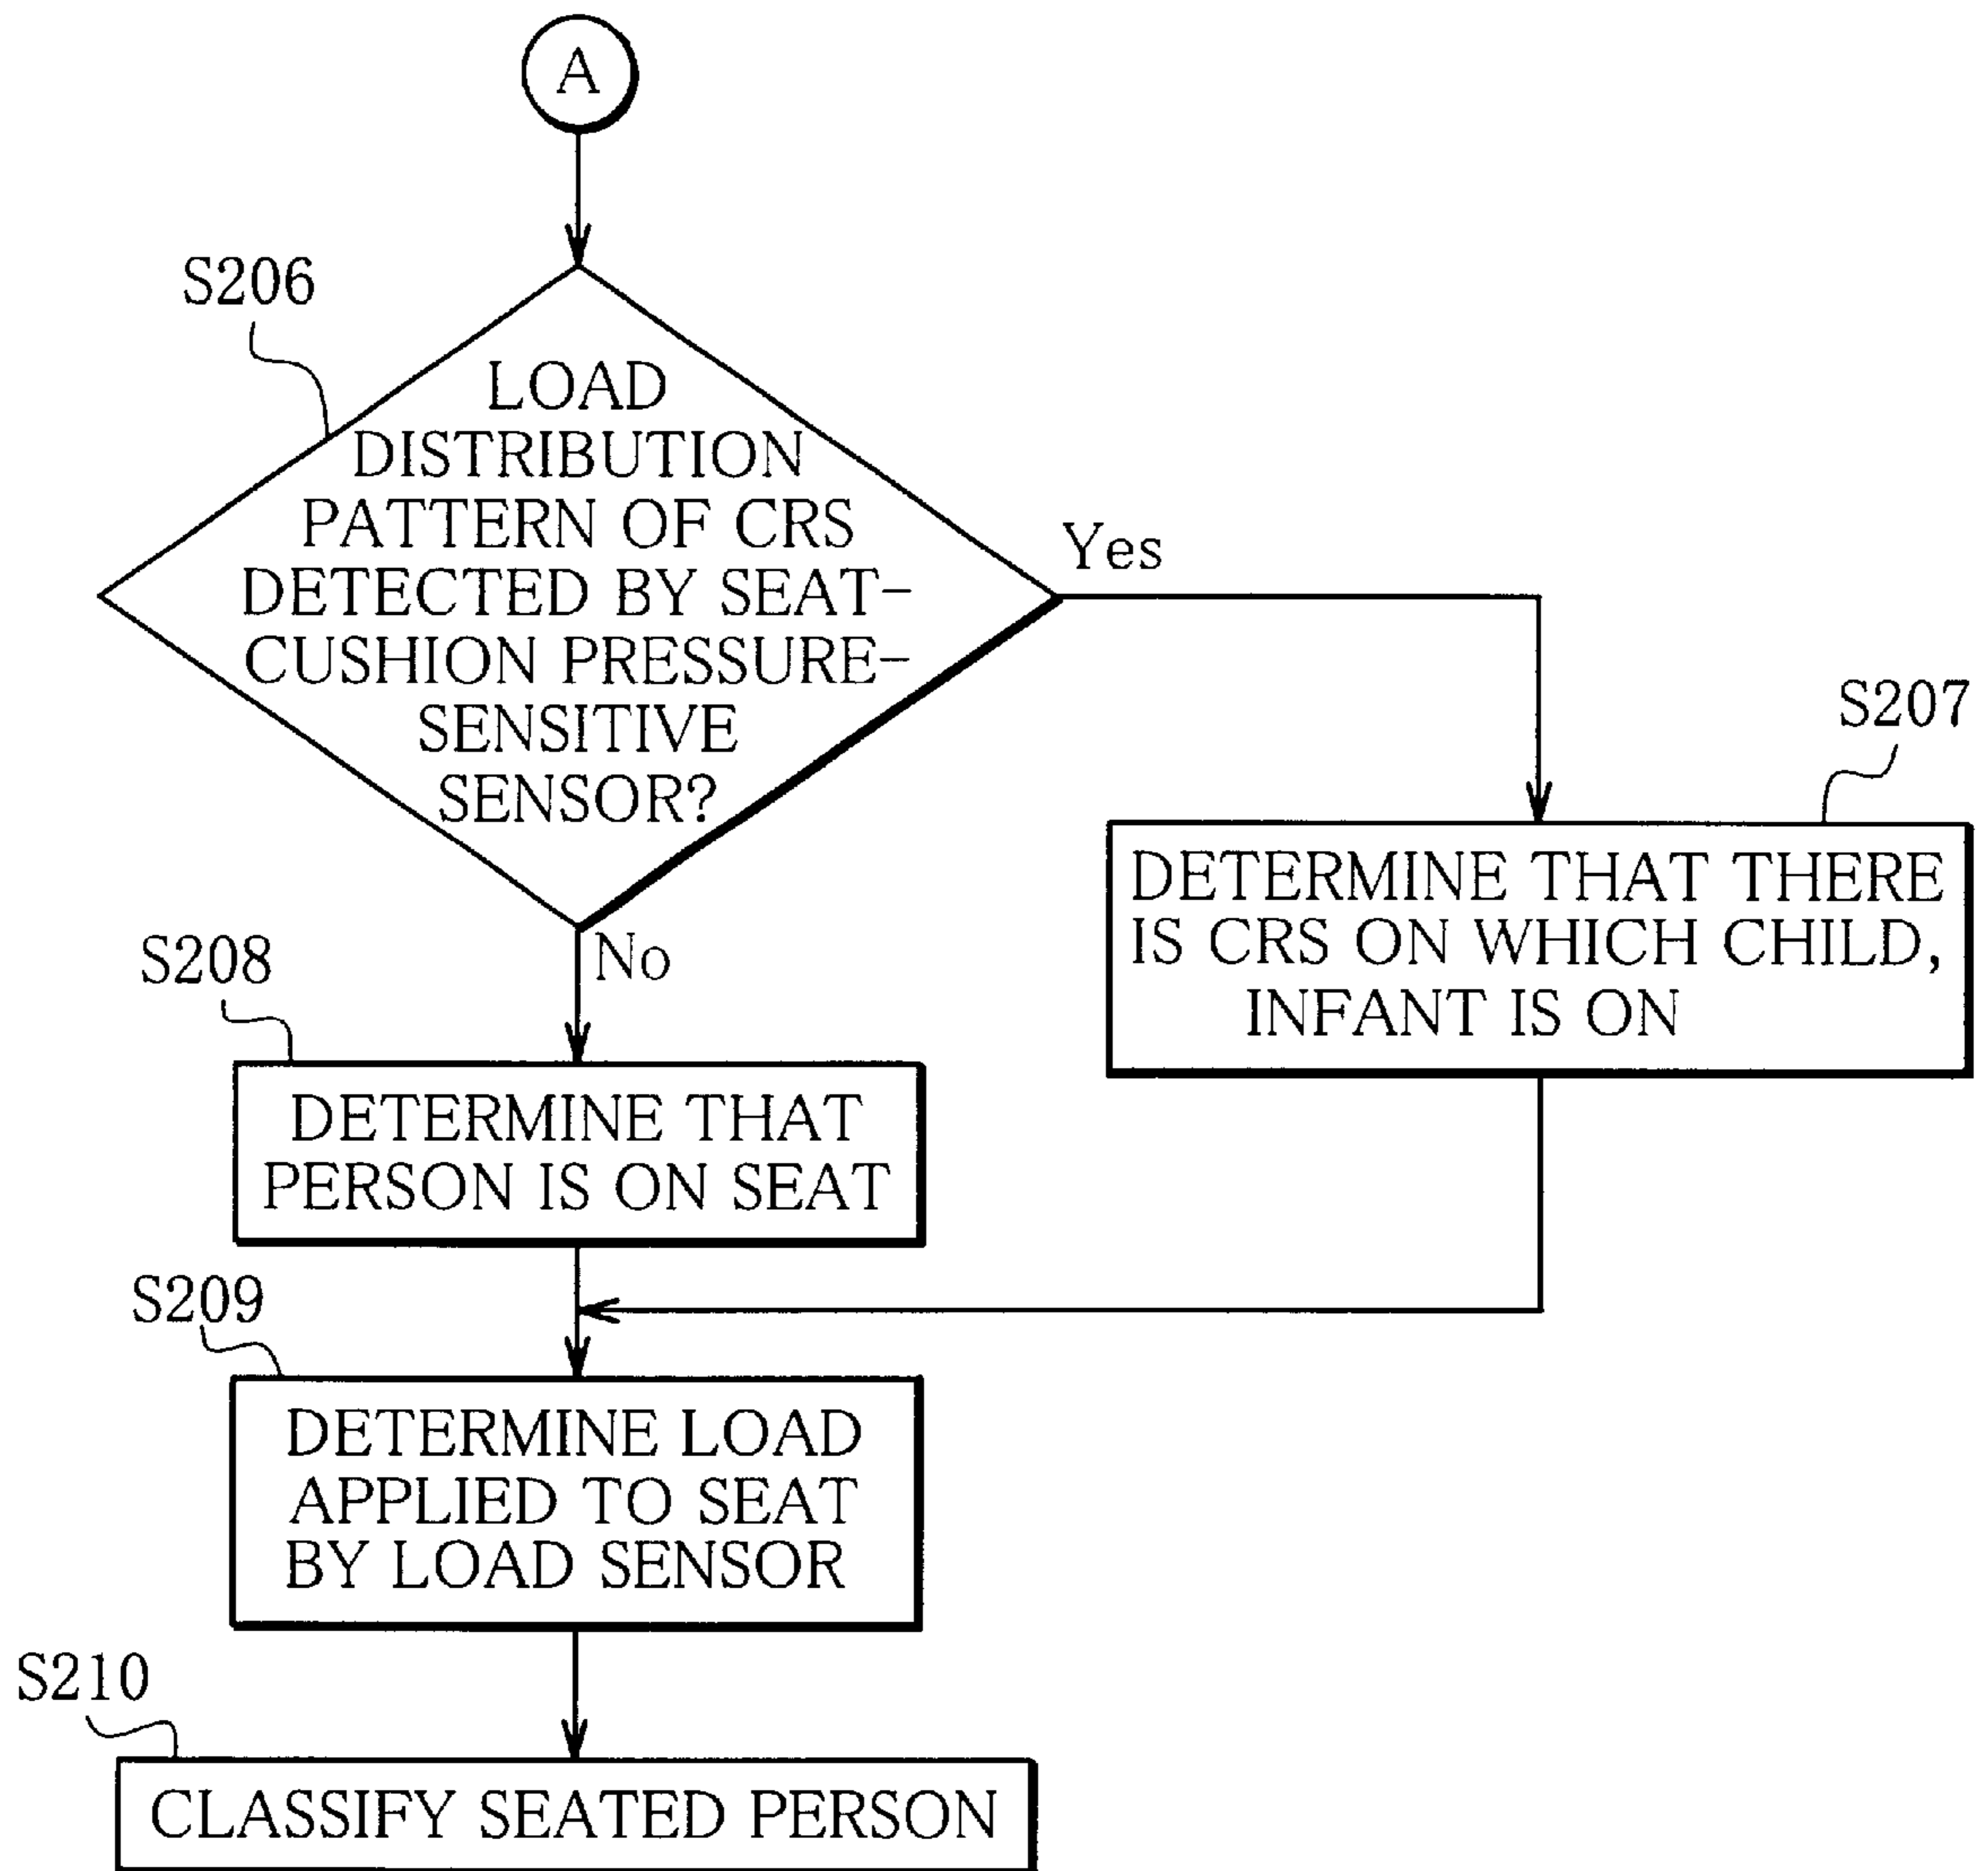 A
S206
LOAD
DISTRIBUTION
PATTERN OF CRS
DETECTED BY SEAT-
CUSHION PRESSURE-
SENSITIVE
SENSOR?
Yes
S207
DETERMINE THAT THERE
IS CRS ON WHICH CHILD,
INFANT IS ON
No
S208
DETERMINE THAT
PERSON IS ON SEAT
S209
DETERMINE LOAD
APPLIED TO SEAT
BY LOAD SENSOR
S210
CLASSIFY SEATED PERSON